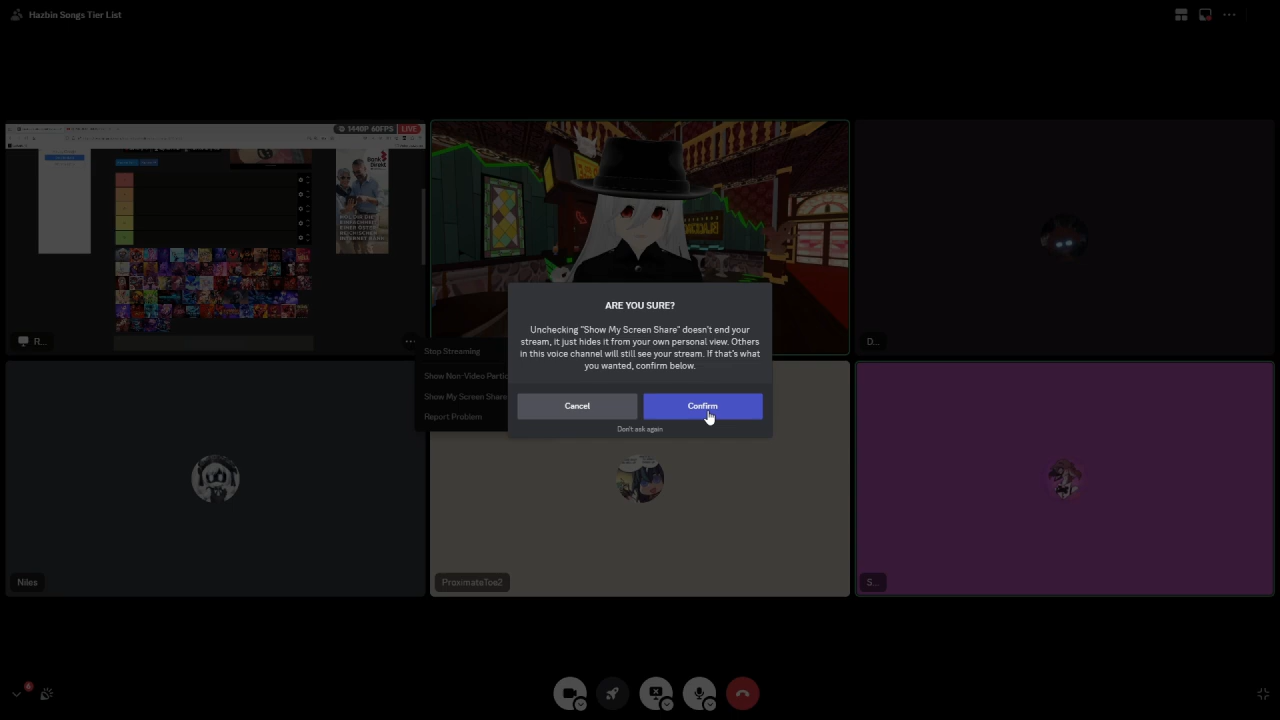 Hazbin Songs Tier List
1440P 60FPS LIVE
R...
D...
Stop Streaming
Show Non-Video Partic
Show My Screen Share
Report Problem
ARE YOU SURE?
Unchecking "Show My Screen Share" doesn't end your
stream, it just hides it from your own personal view. Others
in this voice channel will still see your stream. If that's what
you wanted, confirm below.
Cancel
Confirm
Don't ask again
Niles
ProximateToe2
S...
6